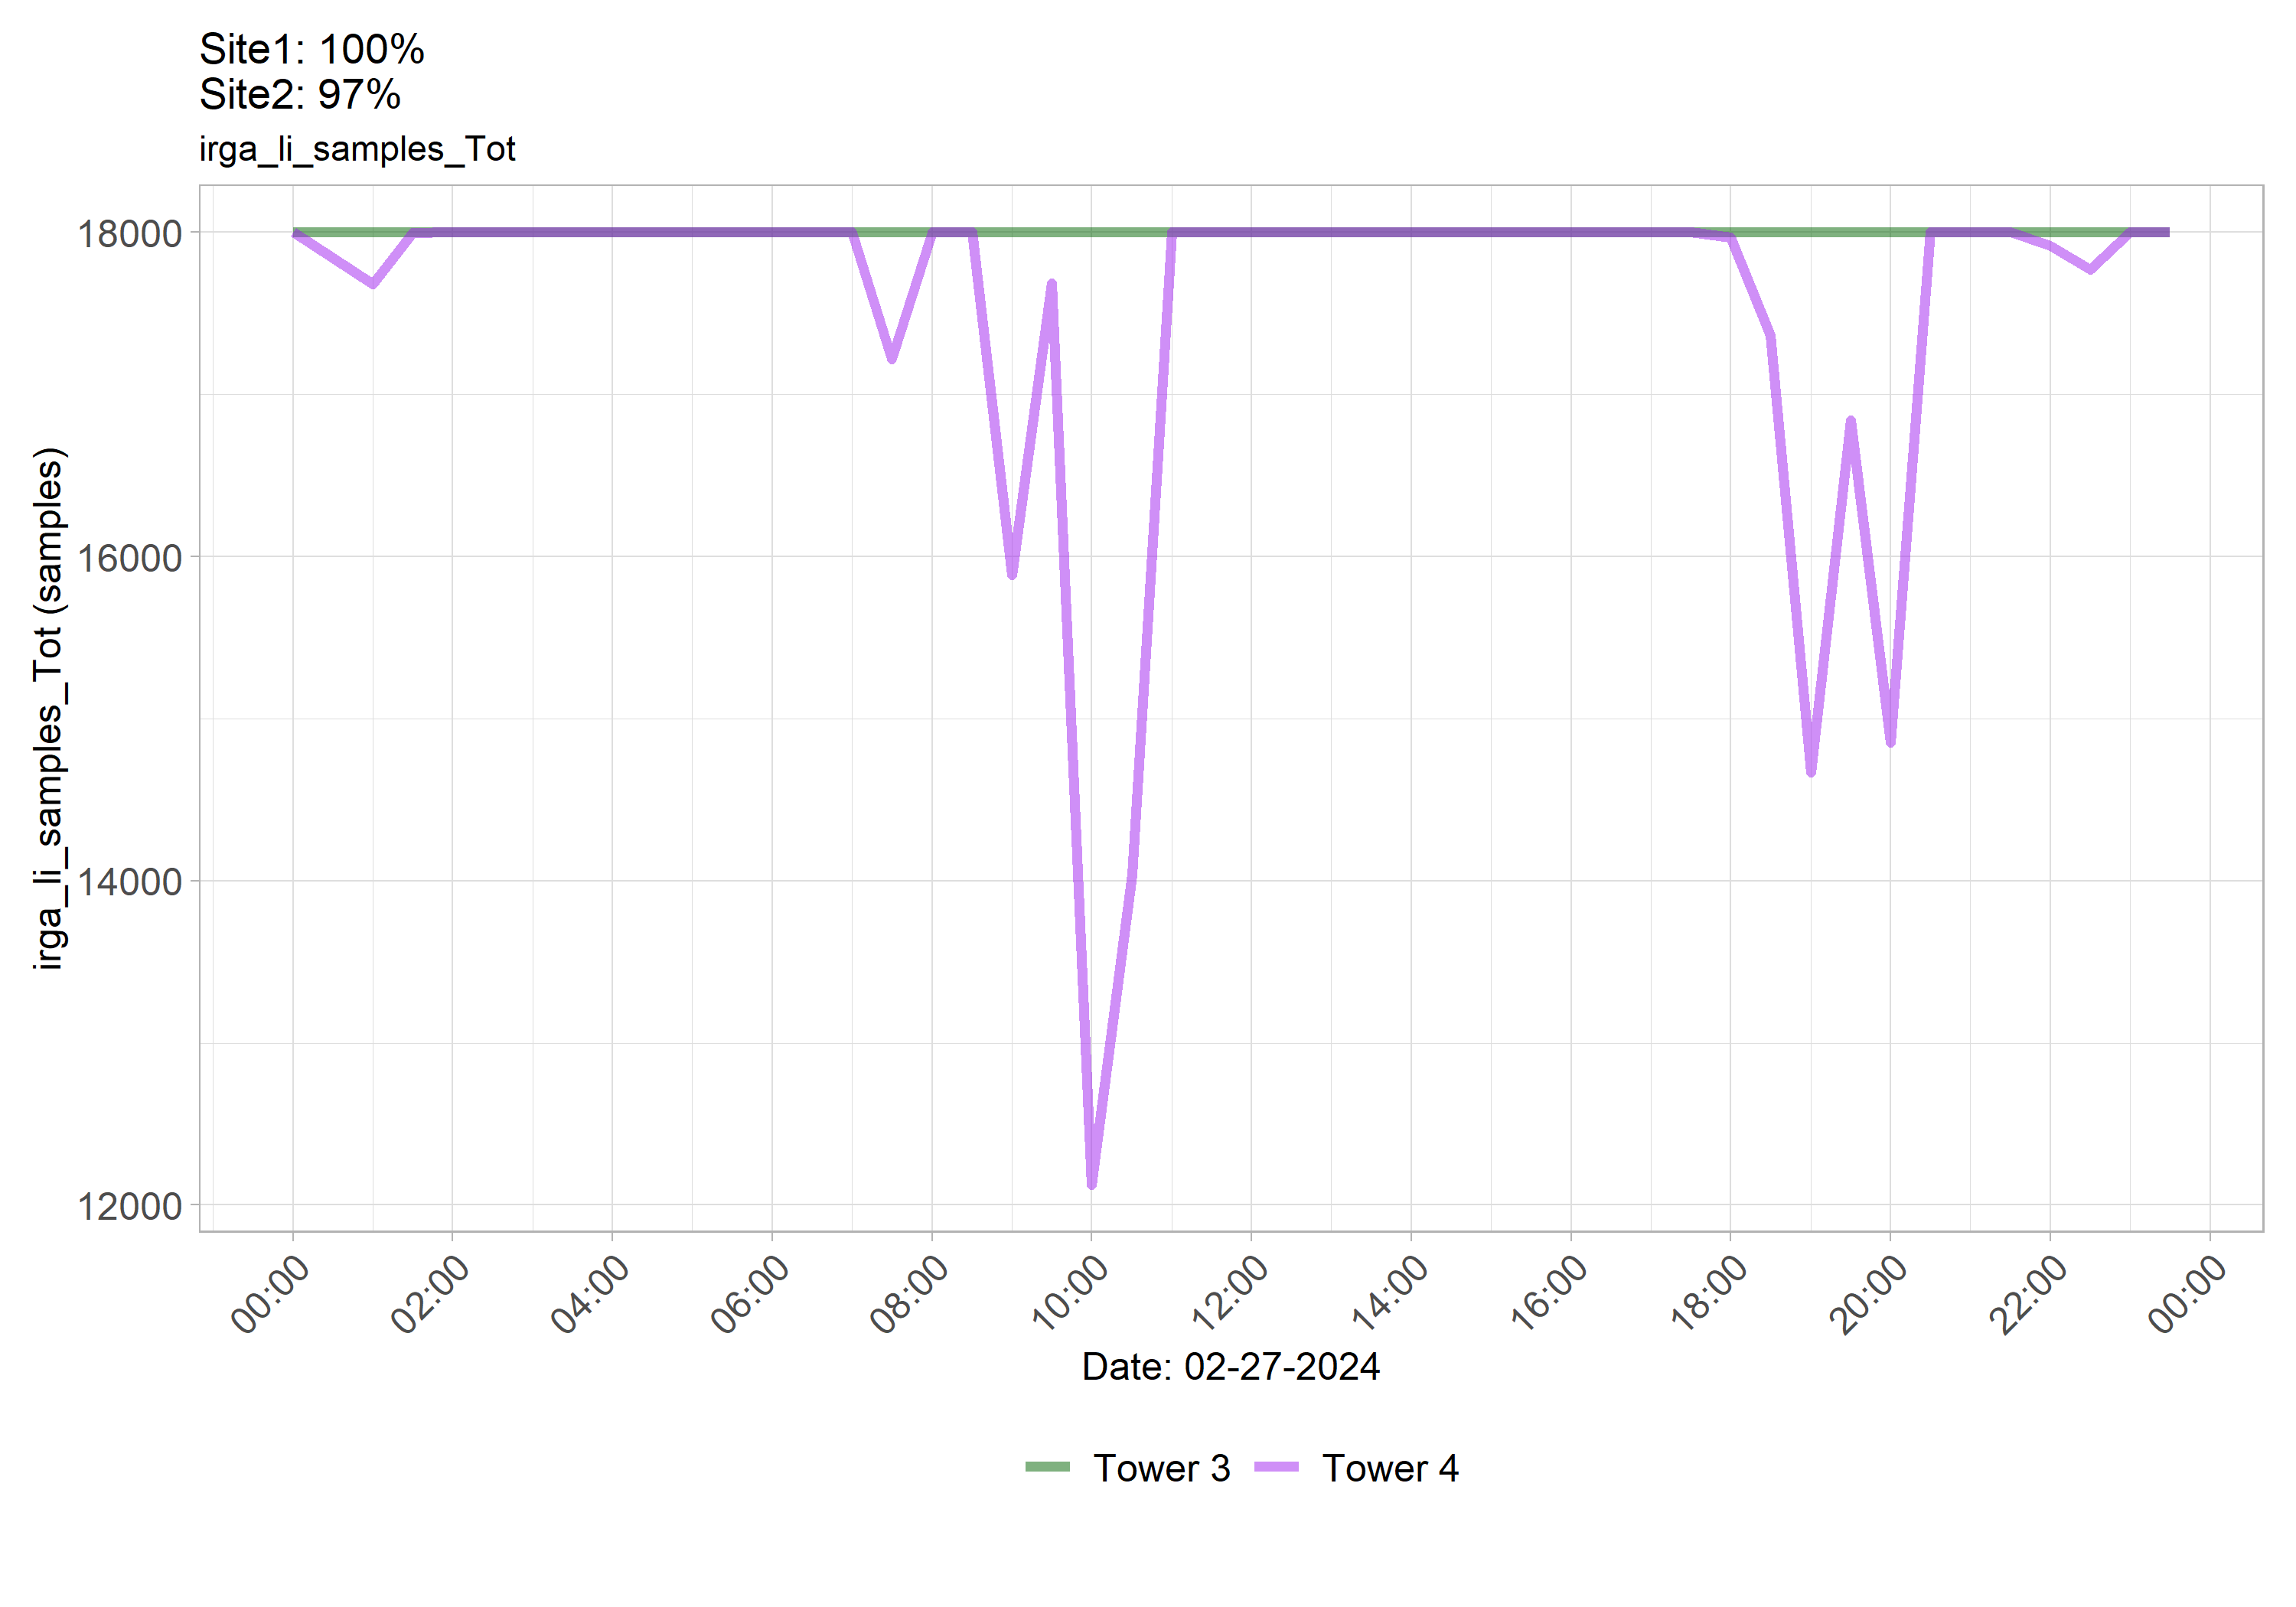 Site1: 100%
Site2: 97%
irga_li_samples_Tot
irga_li_samples_Tot (samples)
18000
16000
14000
12000
00:00
02:00
04:00
06:00
08:00
10:00
12:00
14:00
16:00
18:00
20:00
22:00
00:00
Date: 02-27-2024
Tower 3
Tower 4